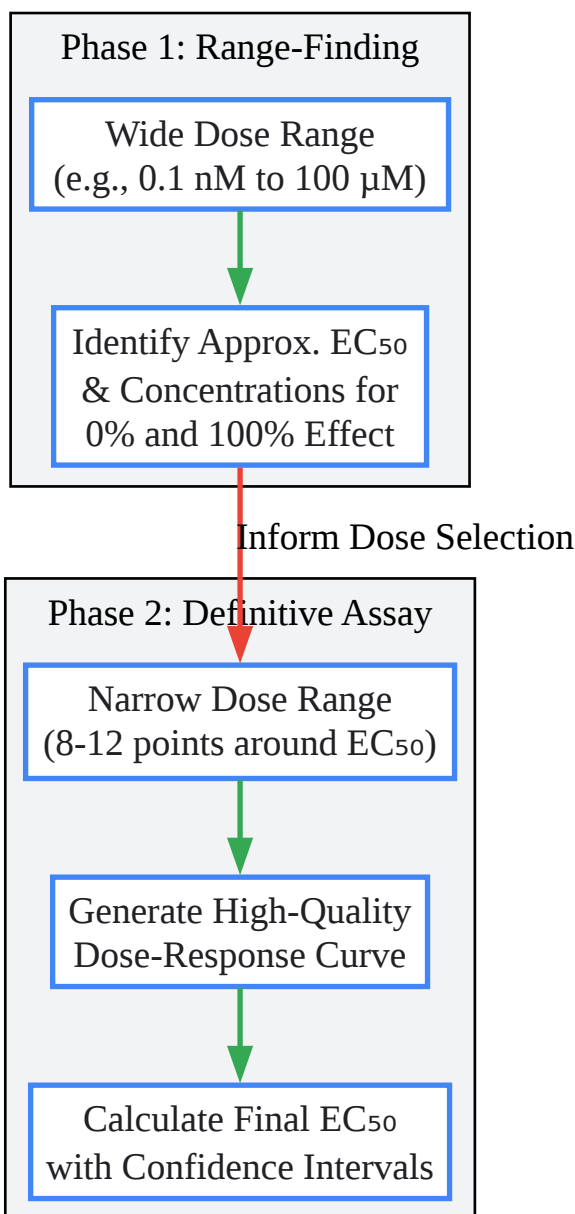 Phase 1: Range-Finding
Wide Dose Range
(e.g., 0.1 nM to 100 µM)
Identify Approx. EC₅₀
& Concentrations for
0% and 100% Effect
Inform Dose Selection
Phase 2: Definitive Assay
Narrow Dose Range
(8-12 points around EC₅₀)
Generate High-Quality
Dose-Response Curve
Calculate Final EC₅₀
with Confidence Intervals